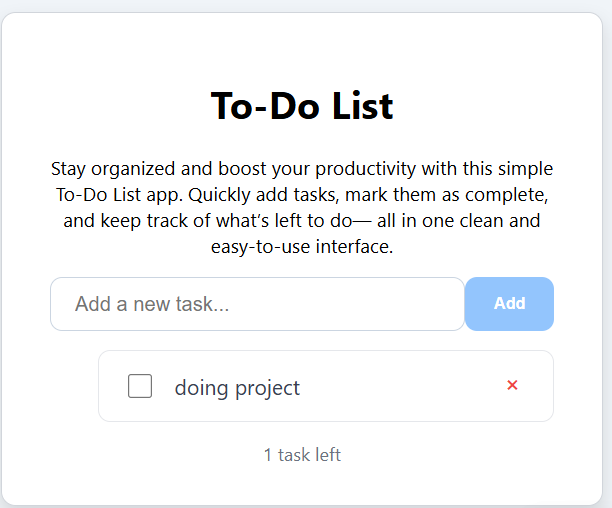 To-Do List
Stay organized and boost your productivity with this simple
To-Do List app. Quickly add tasks, mark them as complete,
and keep track of what’s left to do— all in one clean and
easy-to-use interface.
Add a new task...
Add
doing project
×
1 task left